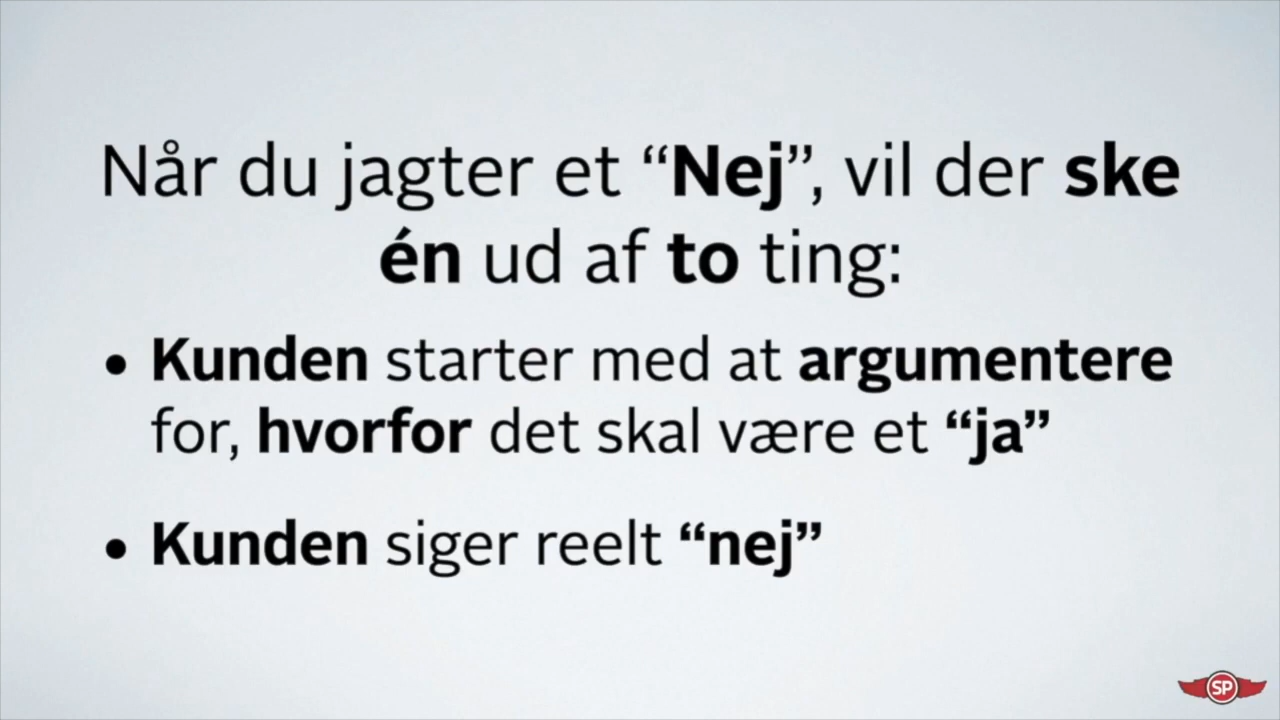 Når du jagter et “Nej”, vil der ske
én ud af to ting:
• Kunden starter med at argumentere
for, hvorfor det skal være et “ja”
• Kunden siger reelt “nej”
SP